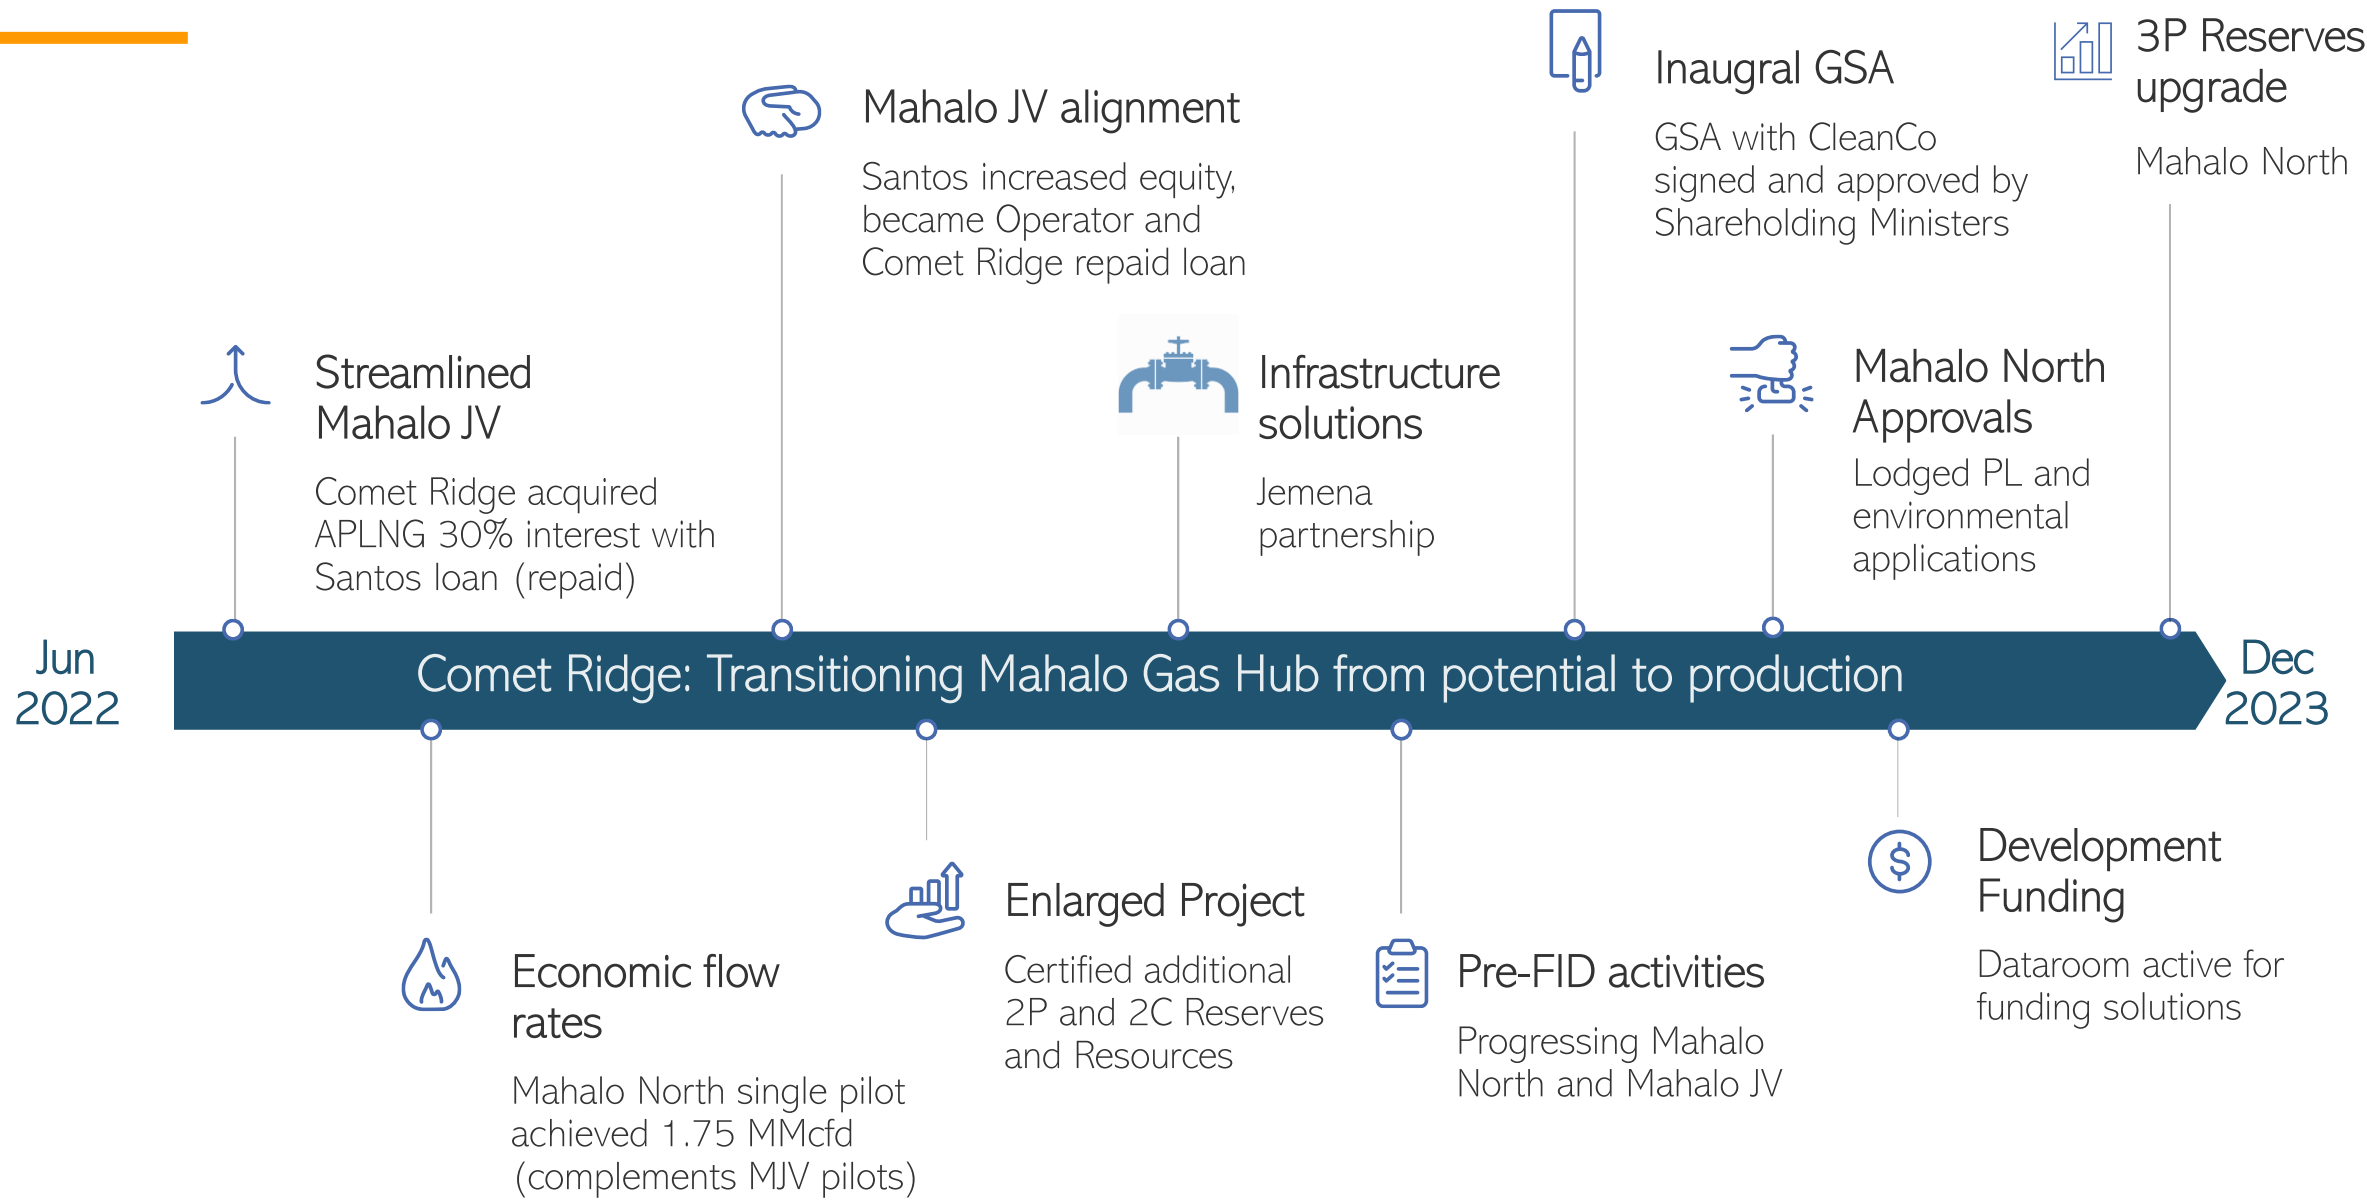 Jun
2022
Streamlined
Mahalo JV
Comet Ridge acquired
APLNG 30% interest with
Santos loan (repaid)
Economic flow
rates
Mahalo North single pilot
achieved 1.75 MMcfd
(complements MJV pilots)
Mahalo JV alignment
Santos increased equity,
became Operator and
Comet Ridge repaid loan
Enlarged Project
Certified additional
2P and 2C Reserves
and Resources
Infrastructure
solutions
Jemena
partnership
Pre-FID activities
Progressing Mahalo
North and Mahalo JV
Inaugral GSA
GSA with CleanCo
signed and approved by
Shareholding Ministers
Mahalo North
Approvals
Lodged PL and
environmental
applications
$
Development
Funding
Dataroom active for
funding solutions
3P Reserves
upgrade
Mahalo North
Comet Ridge: Transitioning Mahalo Gas Hub from potential to production
Dec
2023